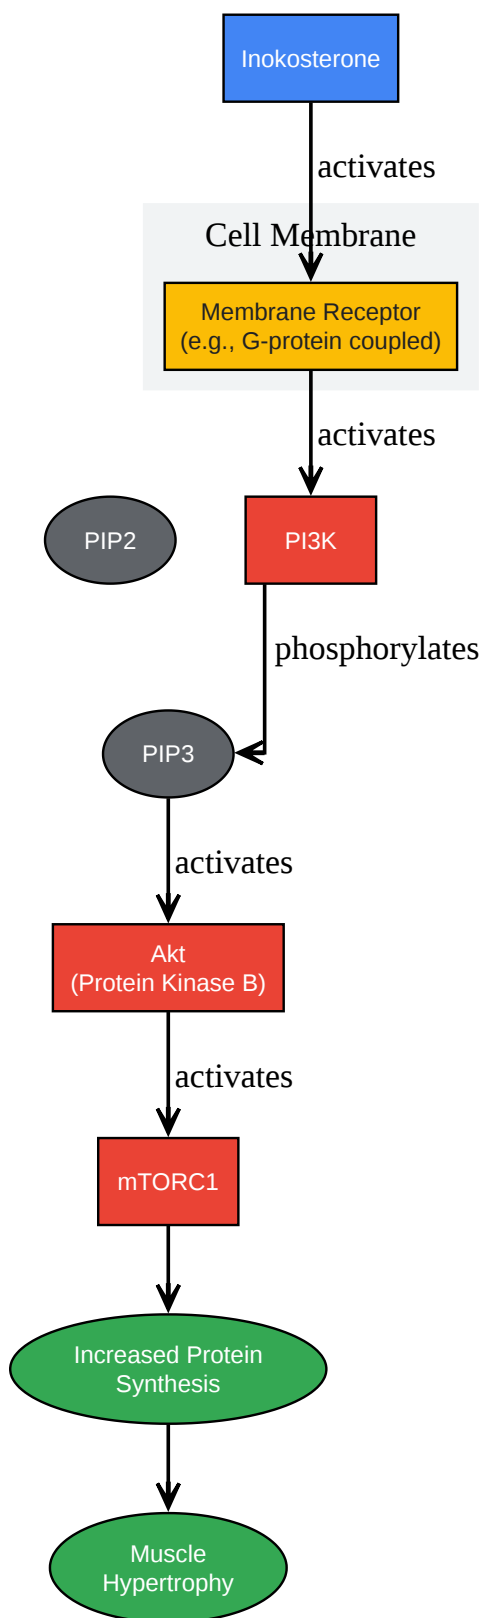 Inokosterone
activates
Cell Membrane
Membrane Receptor
(e.g., G-protein coupled)
activates
PIP2
PI3K
phosphorylates
PIP3
activates
Akt
(Protein Kinase B)
activates
mTORC1
Increased Protein
Synthesis
Muscle
Hypertrophy